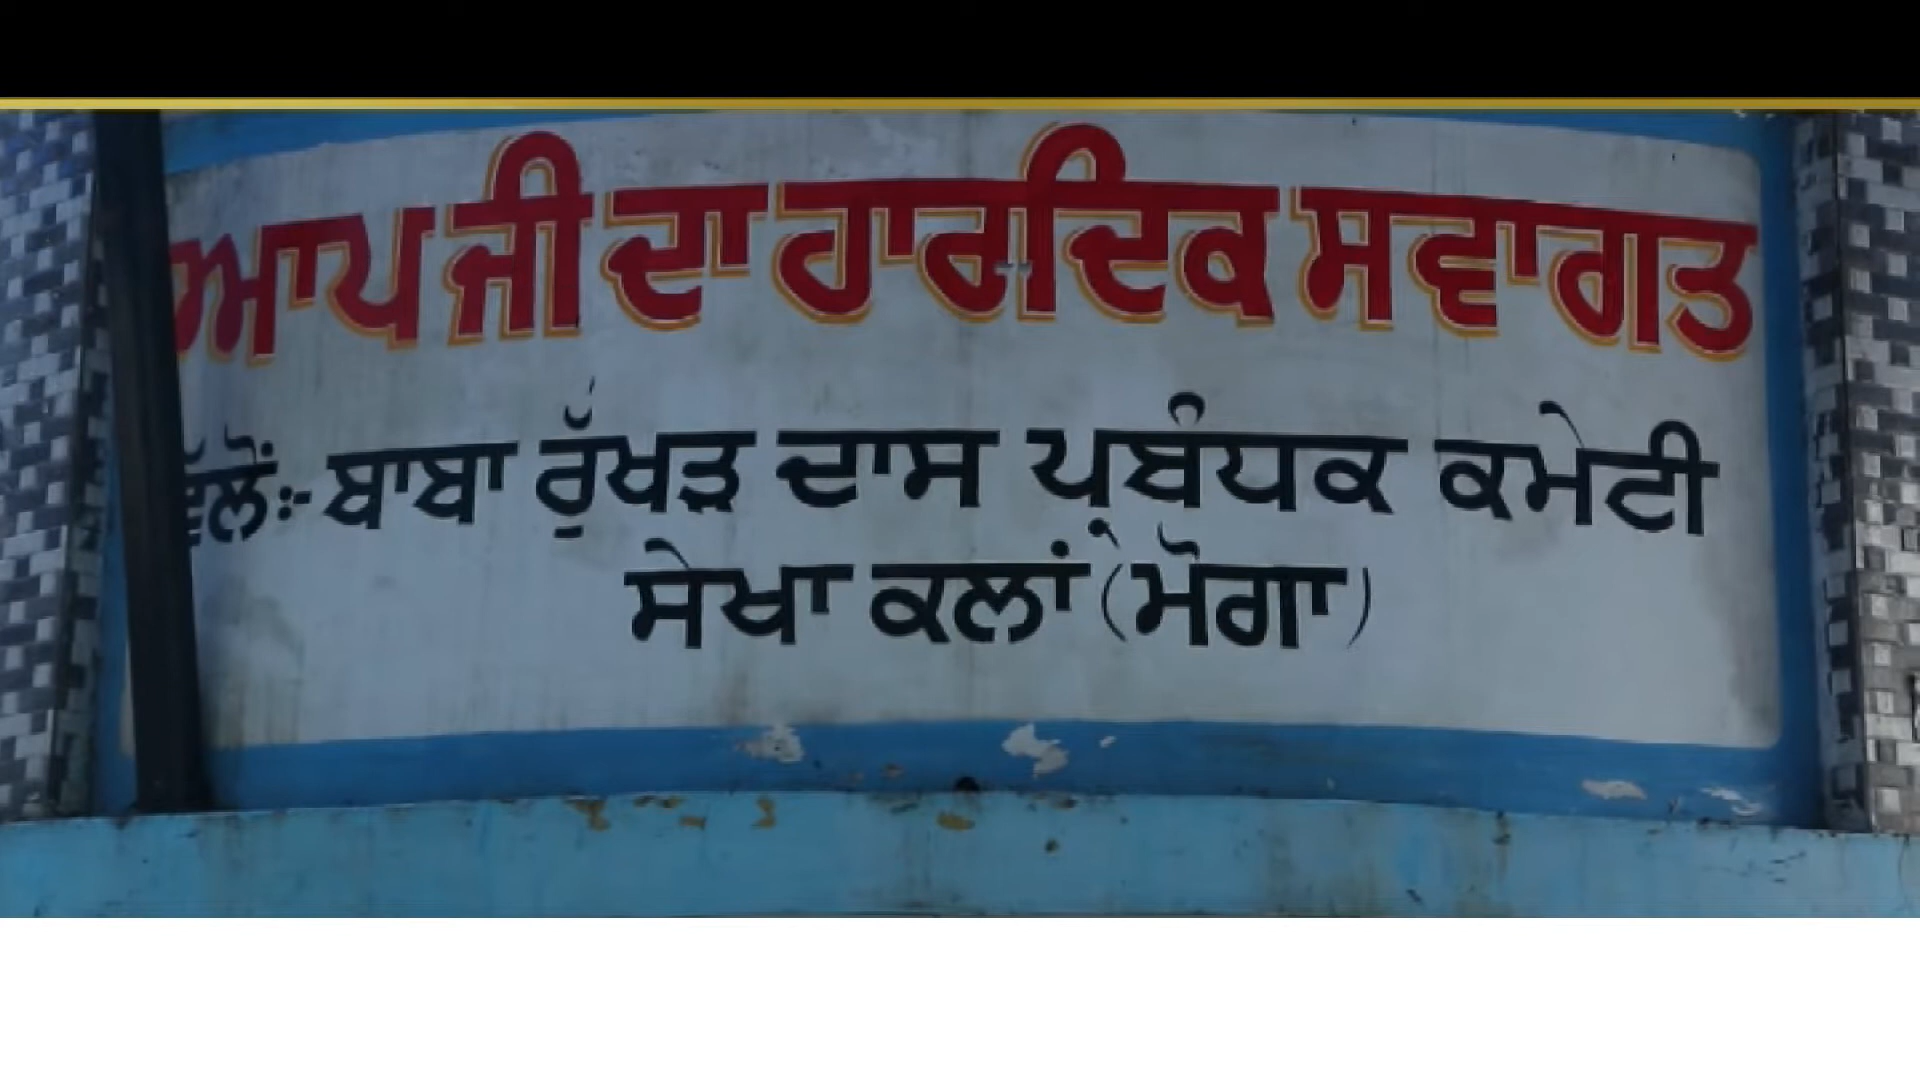 ਆਪ ਜੀ ਦਾ ਹਾਰਦਿਕ ਸਵਾਗਤ
ਵੱਲੋਂ:- ਬਾਬਾ ਰੁੱਖੜ ਦਾਸ ਪ੍ਰਬੰਧਕ ਕਮੇਟੀ
ਸੇਖਾ ਕਲਾਂ (ਮੋਗਾ)